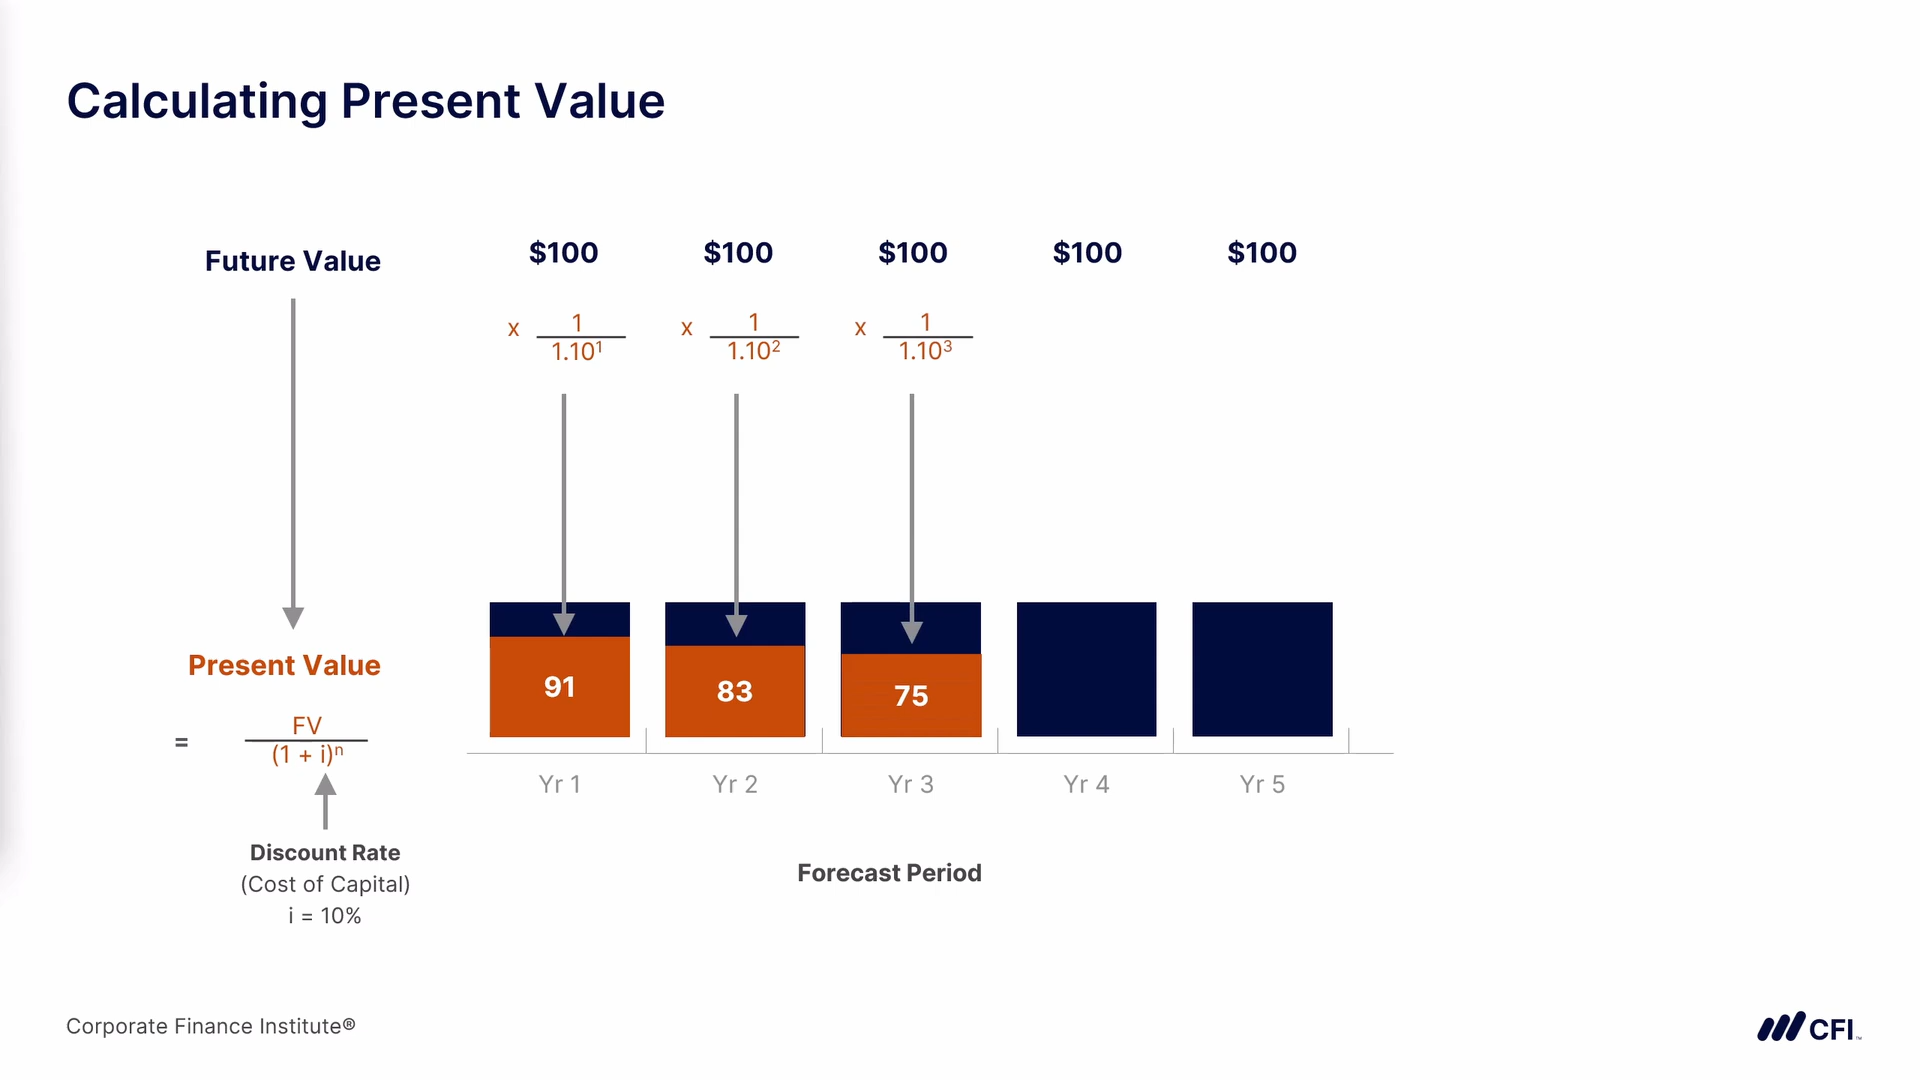 Calculating Present Value
Future Value
$100 $100 $100 $100 $100
x 1/1.10¹ x 1/1.10² x 1/1.10³
91 83 75
Present Value
= FV/(1 + i)ⁿ
Yr 1 Yr 2 Yr 3 Yr 4 Yr 5
Discount Rate
(Cost of Capital)
i = 10%
Forecast Period
Corporate Finance Institute®
CFI™